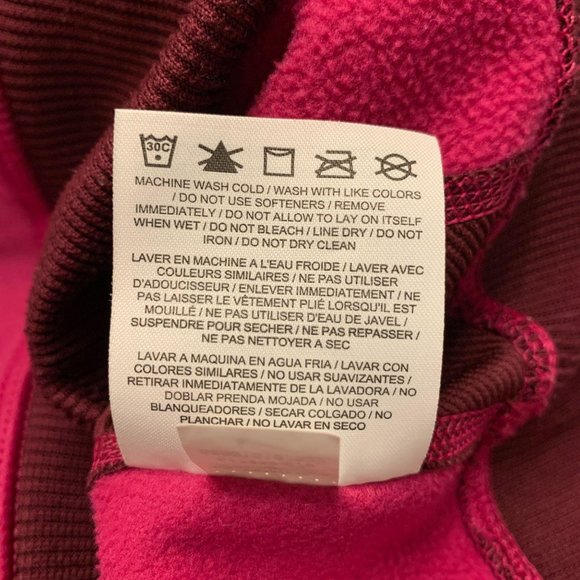 30C
MACHINE WASH COLD / WASH WITH LIKE COLORS
/ DO NOT USE SOFTENERS / REMOVE
IMMEDIATELY / DO NOT ALLOW TO LAY ON ITSELF
WHEN WET / DO NOT BLEACH / LINE DRY / DO NOT
IRON / DO NOT DRY CLEAN
LAVER EN MACHINE A L'EAU FROIDE / LAVER AVEC
COULEURS SIMILAIRES / NE PAS UTILISER
D'ADOUCISSEUR / ENLEVER IMMEDIATEMENT / NE
PAS LAISSER LE VÊTEMENT PLIÉ LORSQU'IL EST
MOUILLÉ / NE PAS UTILISER D'EAU DE JAVEL /
SUSPENDRE POUR SECHER / NE PAS REPASSER /
NE PAS NETTOYER A SEC
LAVAR A MAQUINA EN AGUA FRIA / LAVAR CON
COLORES SIMILARES / NO USAR SUAVIZANTES /
RETIRAR INMEDIATAMENTE DE LA LAVADORA / NO
DOBLAR PRENDA MOJADA / NO USAR
BLANQUEADORES / SECAR COLGADO / NO
PLANCHAR / NO LAVAR EN SECO